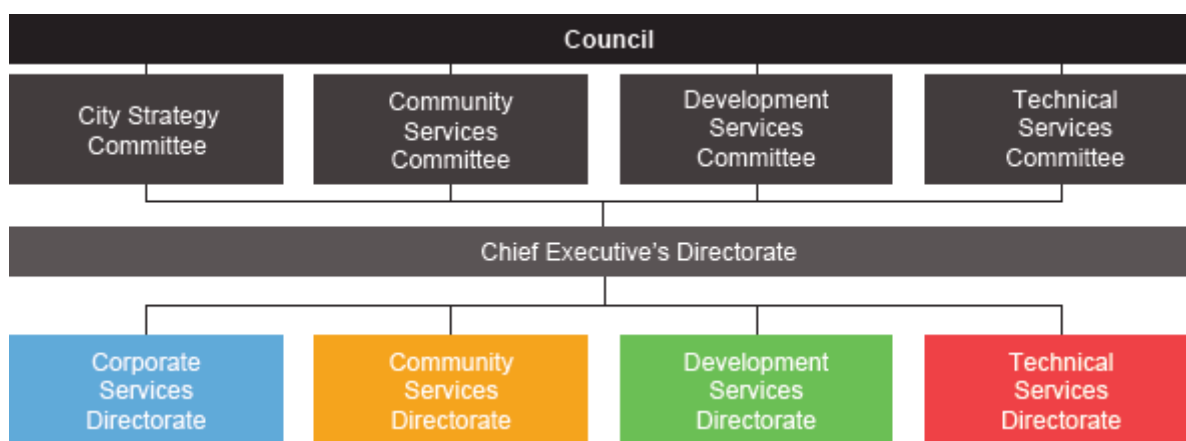 Council
City Strategy
Committee
Community
Services
Committee
Development
Services
Committee
Technical
Services
Committee
Chief Executive's Directorate
Corporate
Services
Directorate
Community
Services
Directorate
Development
Services
Directorate
Technical
Services
Directorate